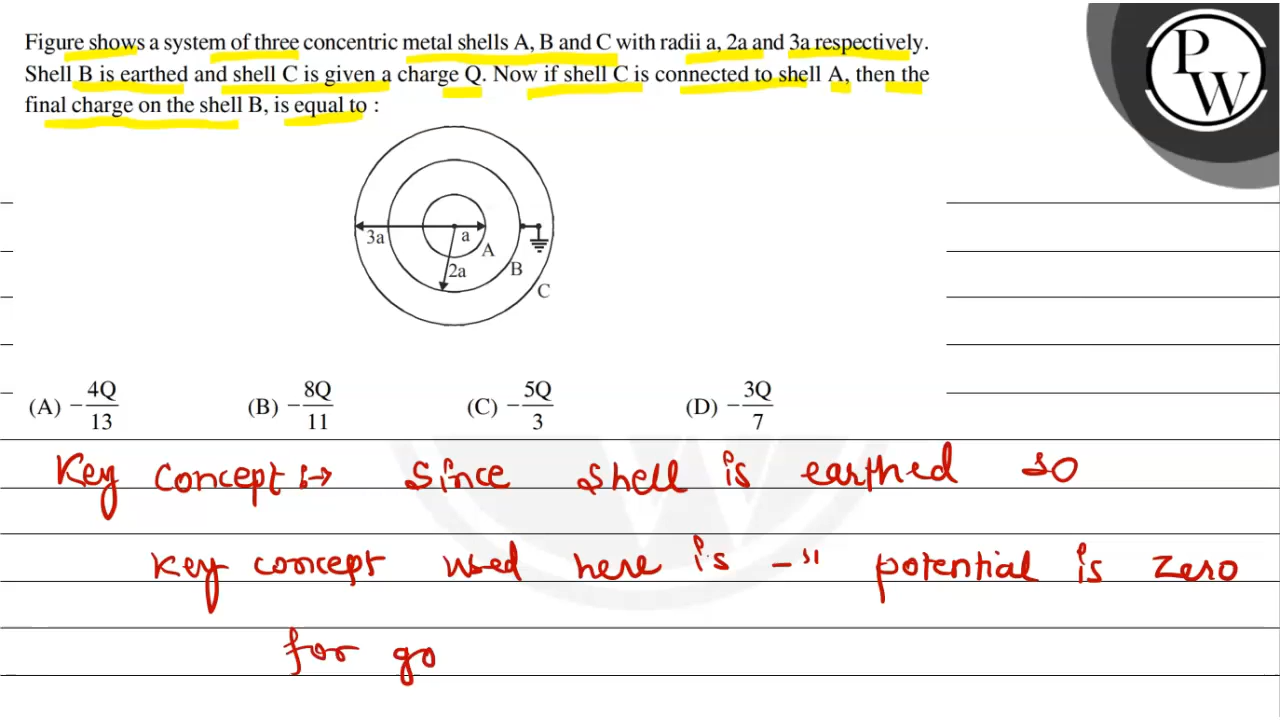 Figure shows a system of three concentric metal shells A, B and C with radii a, 2a and 3a respectively.
Shell B is earthed and shell C is given a charge Q. Now if shell C is connected to shell A, then the
final charge on the shell B, is equal to :
P
W
3a
a
A
2a
B
C
(A) -4Q/13 (B) -8Q/11 (C) -5Q/3 (D) -3Q/7
Key Concept :→ Since shell is earthed so
Key concept used here is - " potential is zero
for go